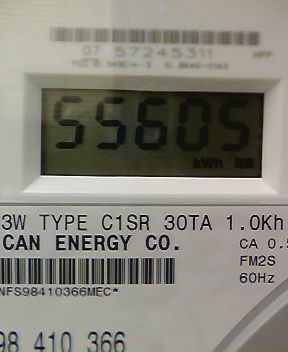 07 57245311
HPP
55605
kWh
3W TYPE C1SR 30TA 1.0Kh
CAN ENERGY CO.
CA 0.5
FM2S
60Hz
NFS98410366MEC*
98 410 366